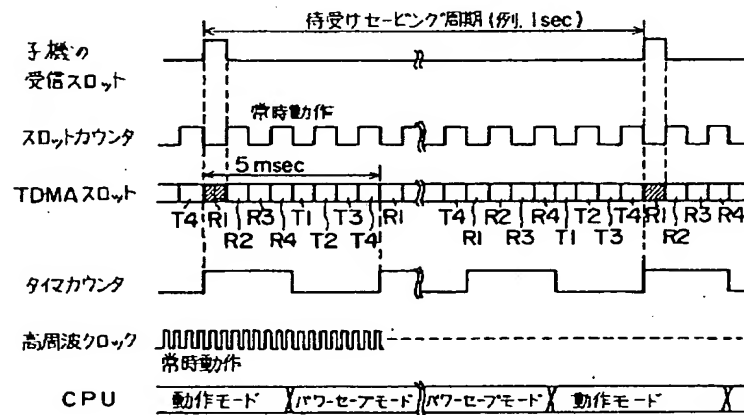 待受けセービング周期(例. 1sec)
子機の
受信スロット
常時動作
スロットカウンタ
5 msec
TDMAスロット
T4 R1 R3 T1 T3 R1 T4 R2 R4 T2 T4 R1 R3 R4
R2 R4 T2 T4 R1 R3 T1 T3 R2
タイマカウンタ
高周波クロック
常時動作
CPU 動作モード パワーセーブモード パワーセーブモード 動作モード